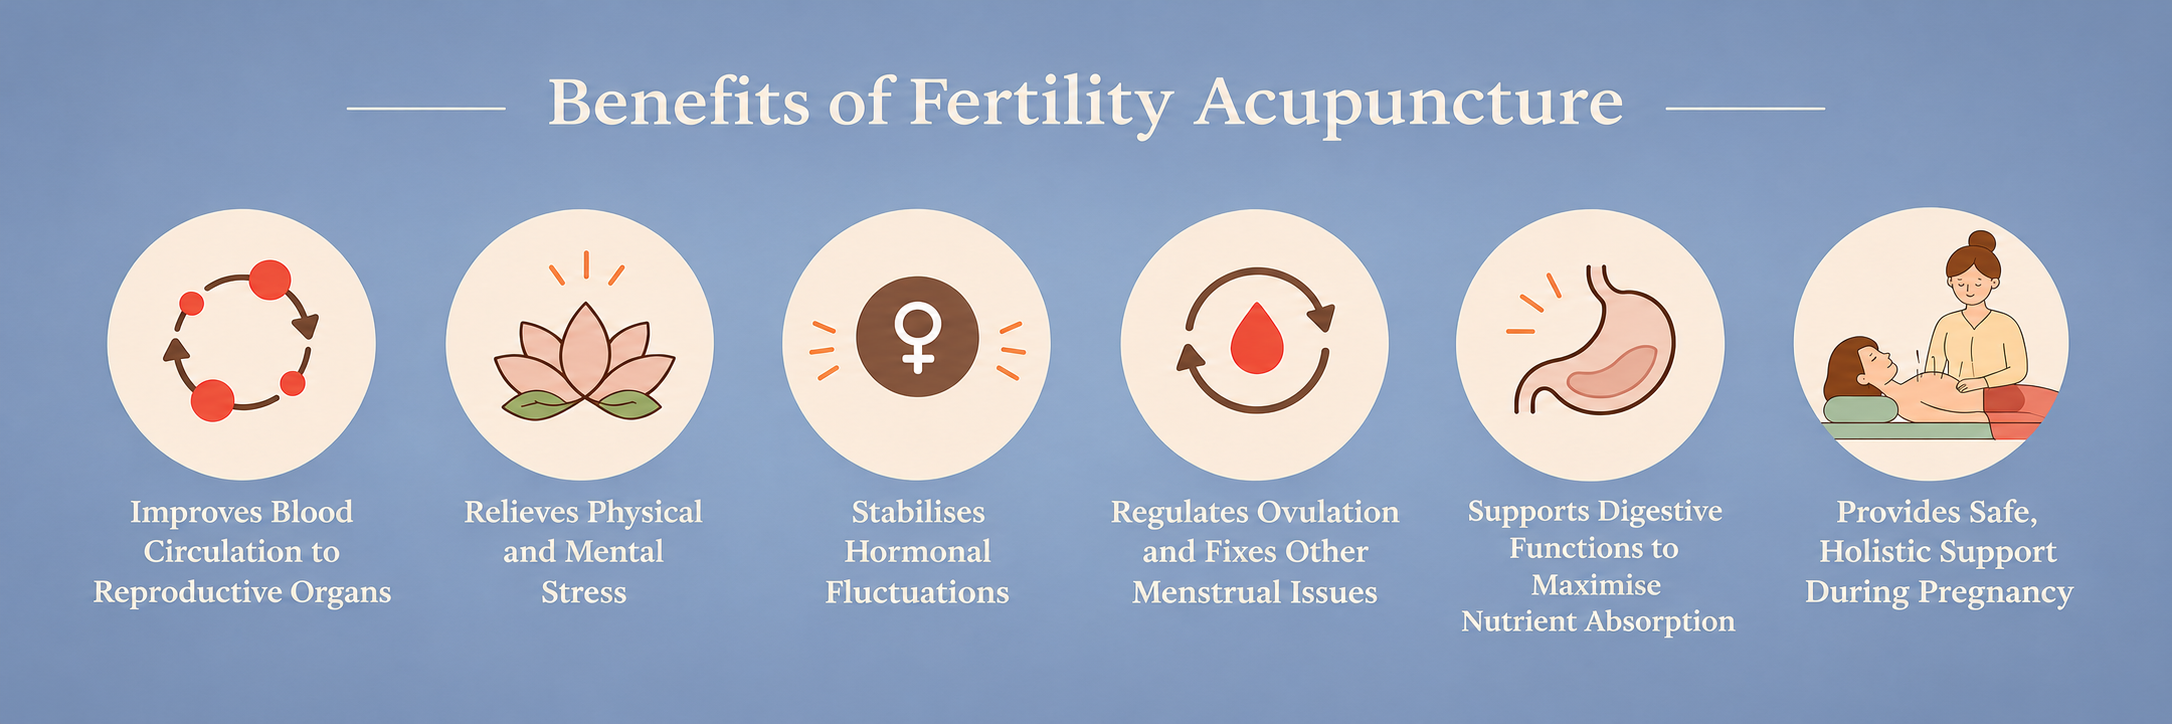 Benefits of Fertility Acupuncture
Improves Blood
Circulation to
Reproductive Organs
Relieves Physical
and Mental
Stress
Stabilises
Hormonal
Fluctuations
Regulates Ovulation
and Fixes Other
Menstrual Issues
Supports Digestive
Functions to
Maximise
Nutrient Absorption
Provides Safe,
Holistic Support
During Pregnancy